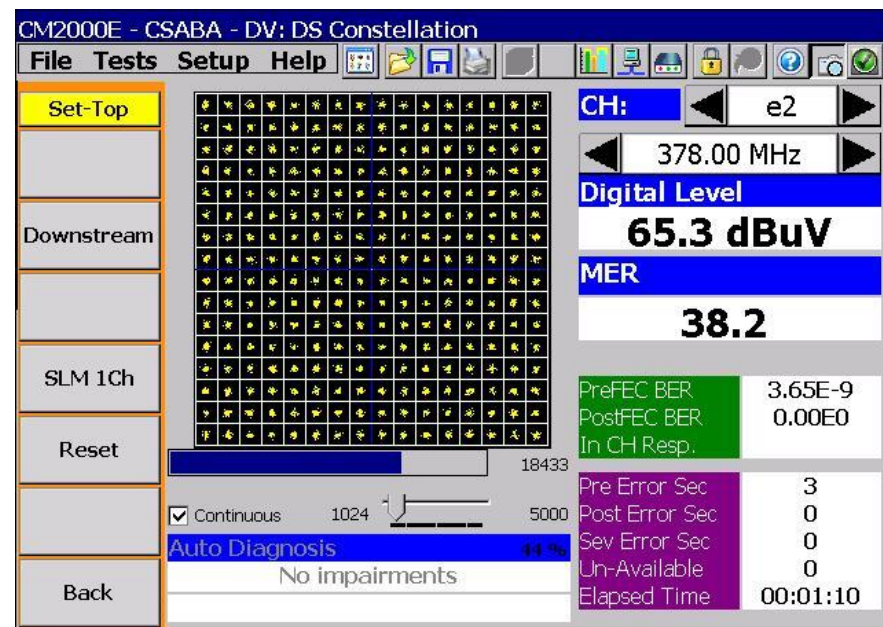 CM2000E - CSABA - DV: DS Constellation
File Tests Setup Help
Set-Top
Downstream
SLM 1Ch
Reset
Back
18433
Continuous 1024 5000
Auto Diagnosis 44 %
No impairments
CH: e2
378.00 MHz
Digital Level
65.3 dBuV
MER
38.2
PreFEC BER 3.65E-9
PostFEC BER 0.00E0
In CH Resp.
Pre Error Sec 3
Post Error Sec 0
Sev Error Sec 0
Un-Available 0
Elapsed Time 00:01:10